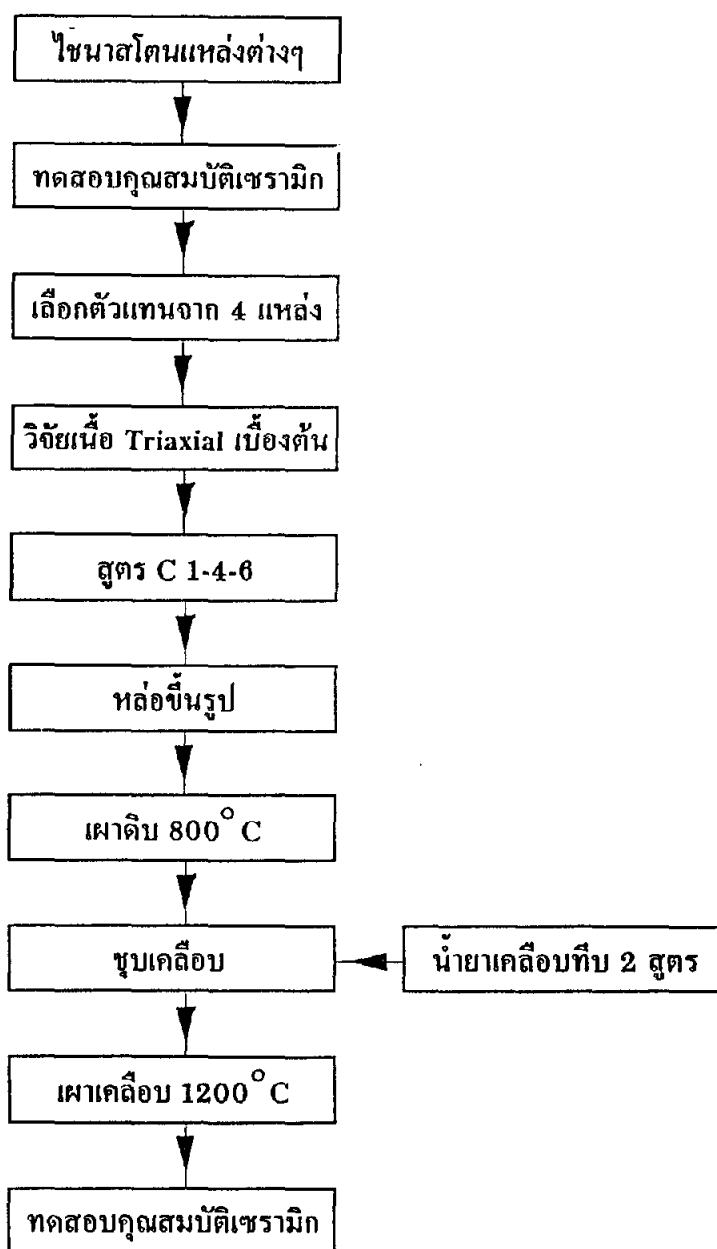 ไชนาสโตนแหล่งต่างๆ
ทดสอบคุณสมบัติเซรามิก
เลือกตัวแทนจาก 4 แหล่ง
วิจัยเนื้อ Triaxial เบื้องต้น
สูตร C 1-4-6
หล่อขึ้นรูป
เผาดิบ 800°C
ชุบเคลือบ
น้ำยาเคลือบทึบ 2 สูตร
เผาเคลือบ 1200°C
ทดสอบคุณสมบัติเซรามิก